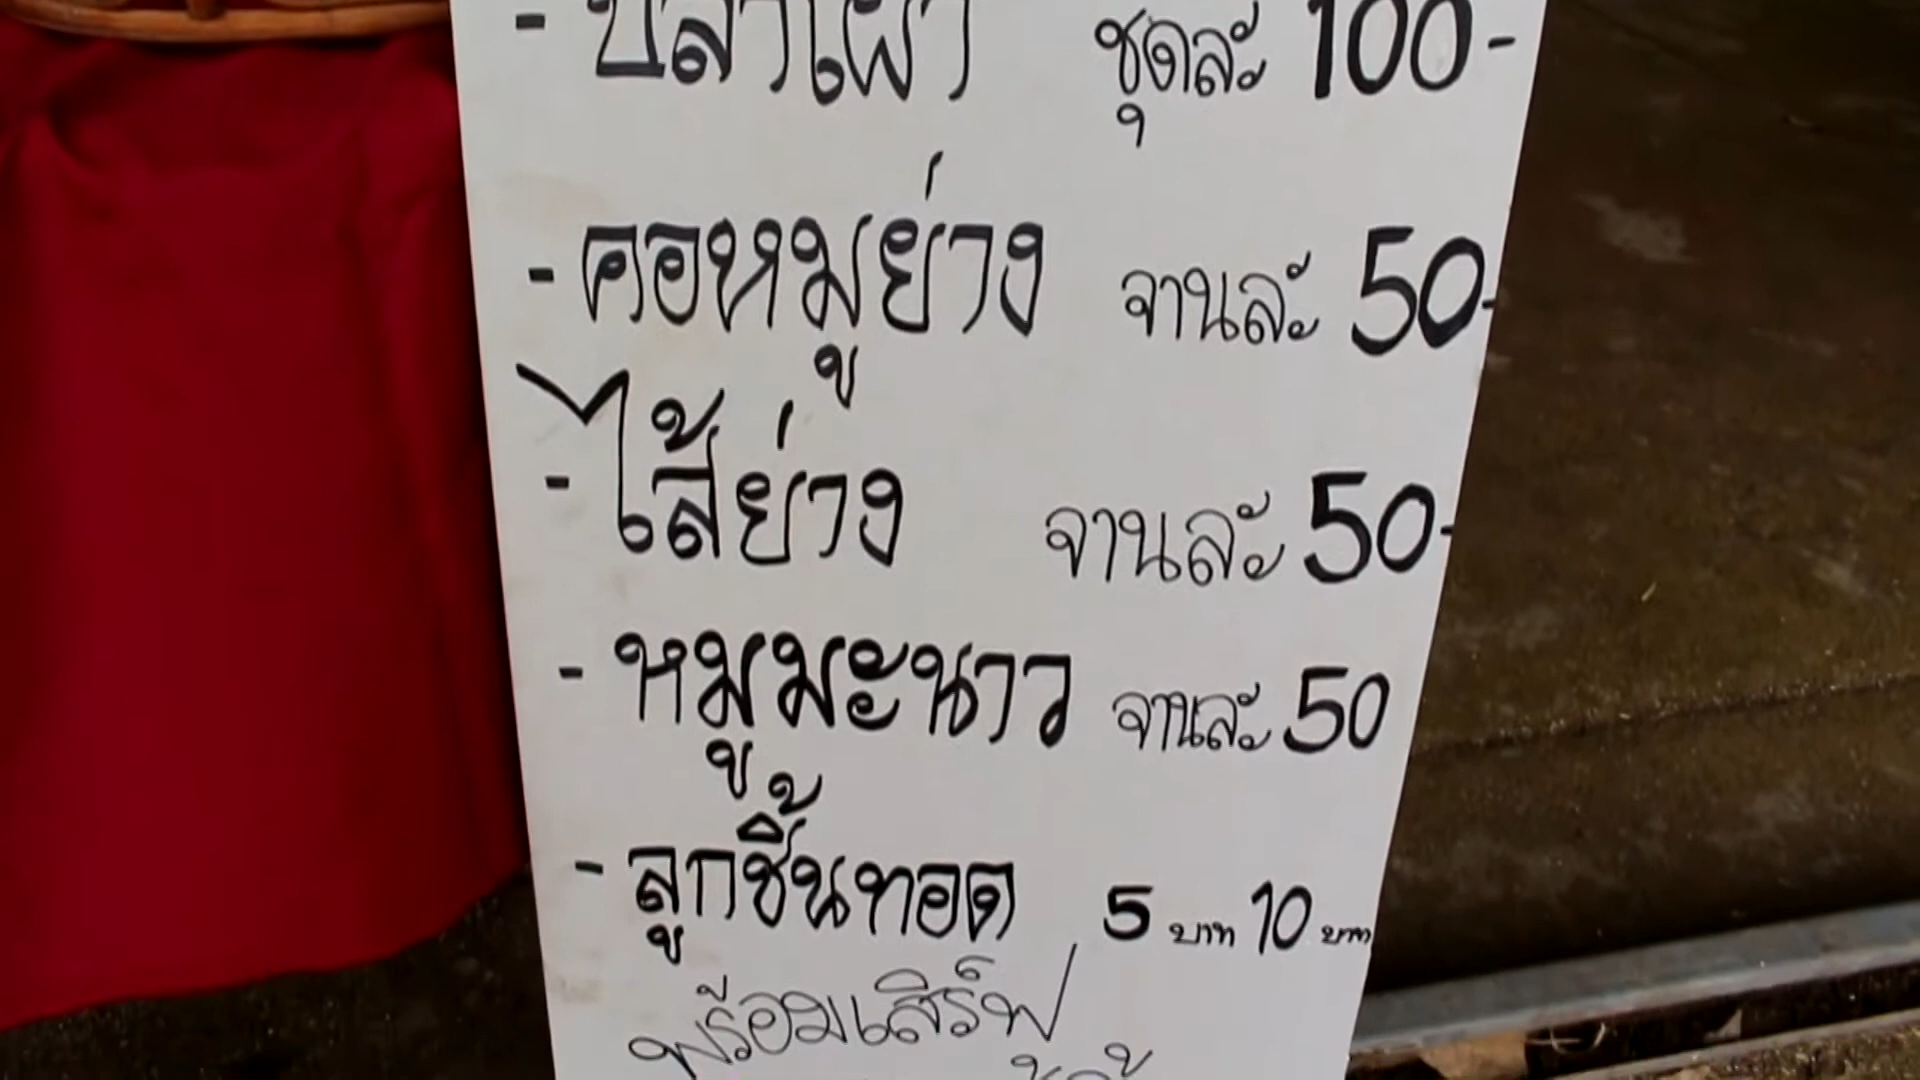 - ปลาเผา ชุดละ 100-
- คอหมูย่าง จานละ 50-
- ไส้ย่าง จานละ 50-
- หมูมะนาว จานละ 50
- ลูกชิ้นทอด 5 บาท 10 บาท
พร้อมเสิร์ฟ